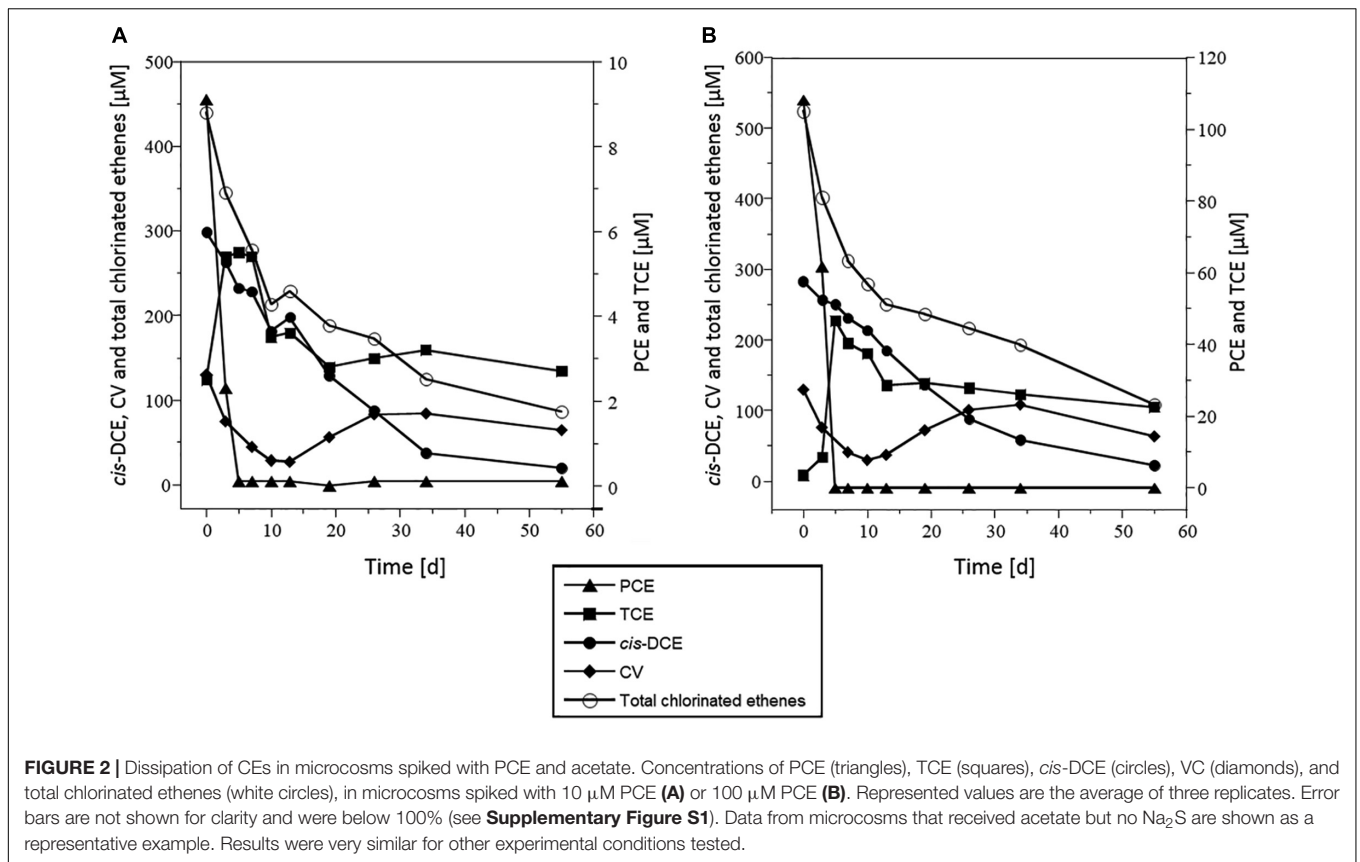 A
B
500
400
300
200
100
0
cis-DCE, CV and total chlorinated ethenes [µM]
10
8
6
4
2
0
PCE and TCE [µM]
0 10 20 30 40 50 60
Time [d]
600
500
400
300
200
100
0
cis-DCE, CV and total chlorinated ethenes [µM]
120
100
80
60
40
20
0
PCE and TCE [µM]
0 10 20 30 40 50 60
Time [d]
PCE
TCE
cis-DCE
CV
Total chlorinated ethenes
FIGURE 2 | Dissipation of CEs in microcosms spiked with PCE and acetate. Concentrations of PCE (triangles), TCE (squares), cis-DCE (circles), VC (diamonds), and
total chlorinated ethenes (white circles), in microcosms spiked with 10 µM PCE (A) or 100 µM PCE (B). Represented values are the average of three replicates. Error
bars are not shown for clarity and were below 100% (see Supplementary Figure S1). Data from microcosms that received acetate but no Na₂S are shown as a
representative example. Results were very similar for other experimental conditions tested.